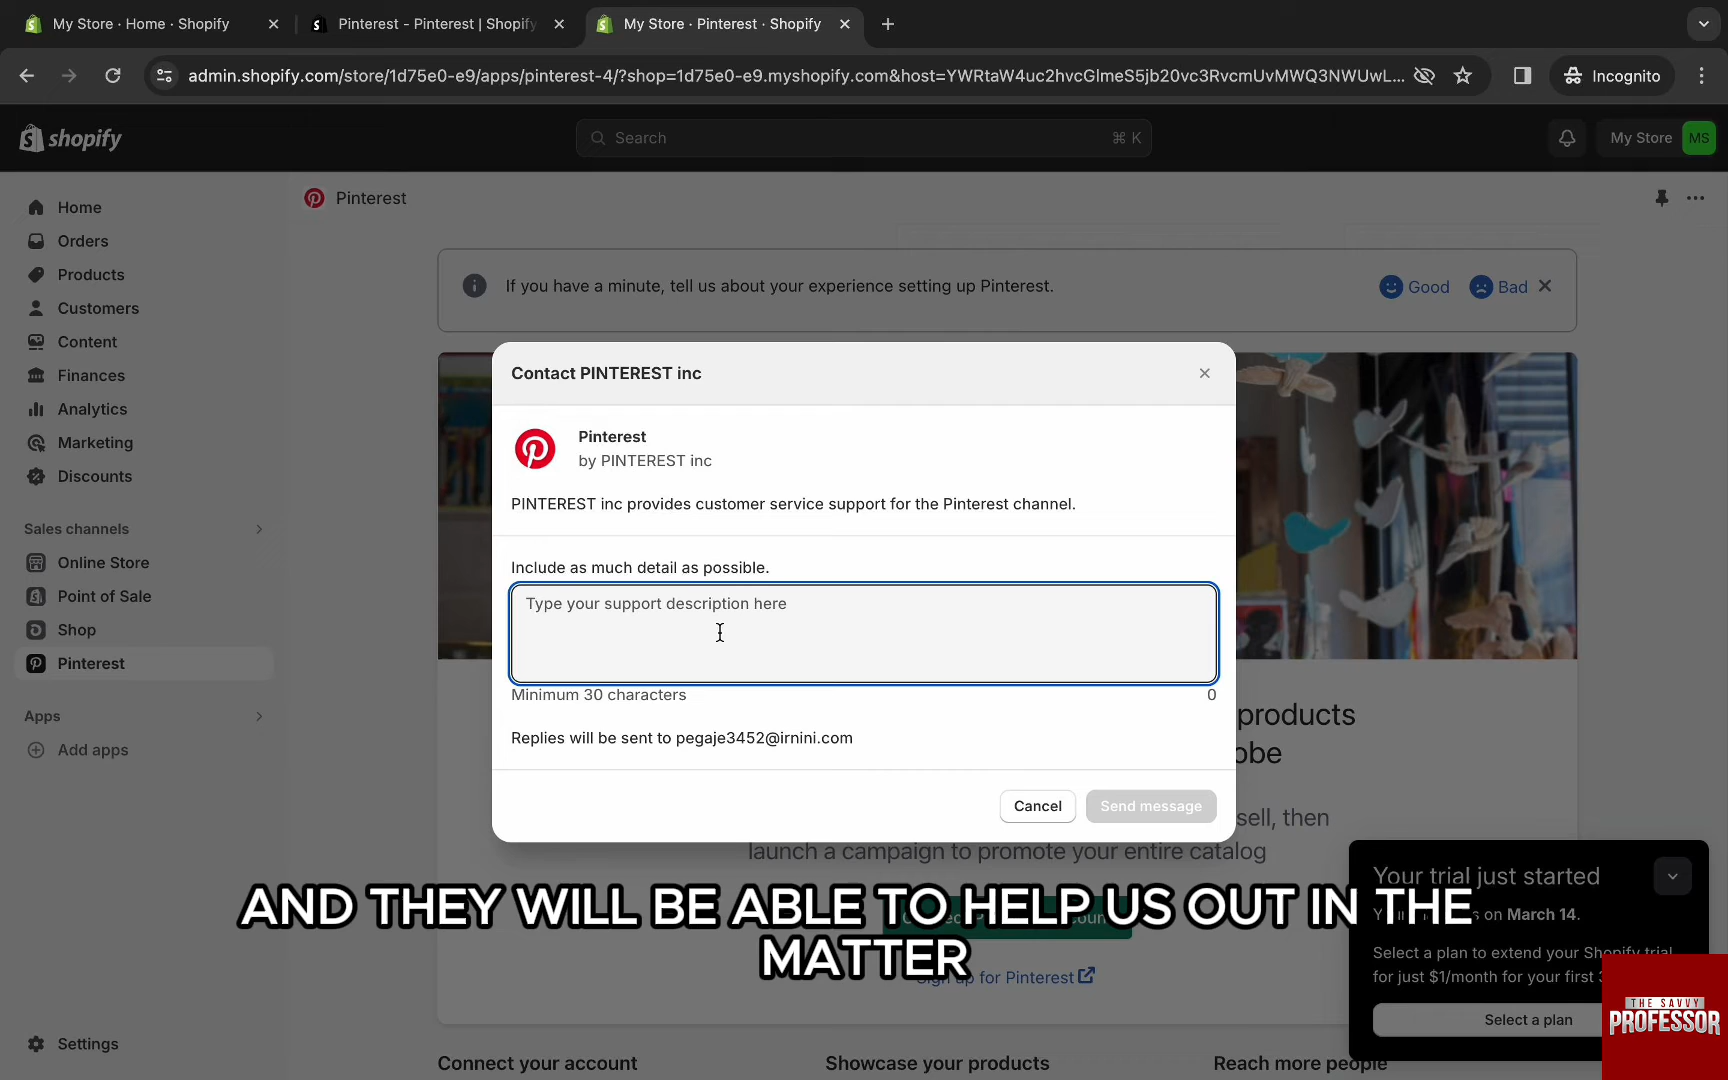 My Store · Home · Shopify
Pinterest - Pinterest | Shopify
My Store · Pinterest · Shopify
admin.shopify.com/store/1d75e0-e9/apps/pinterest-4/?shop=1d75e0-e9.myshopify.com&host=YWRtaW4uc2hvcGlmeS5jb20vc3RvcmUvMWQ3NWUwL...
Incognito
shopify
Search
⌘ K
My Store
MS
Home
Orders
Products
Customers
Content
Finances
Analytics
Marketing
Discounts
Sales channels
Online Store
Point of Sale
Shop
Pinterest
Apps
Add apps
Settings
Pinterest
If you have a minute, tell us about your experience setting up Pinterest.
Good
Bad
Contact PINTEREST inc
Pinterest
by PINTEREST inc
PINTEREST inc provides customer service support for the Pinterest channel.
Include as much detail as possible.
Type your support description here
Minimum 30 characters
0
Replies will be sent to pegaje3452@irnini.com
Cancel
Send message
products
sell, then
launch a campaign to promote your entire catalog
AND THEY WILL BE ABLE TO HELP US OUT IN THE
MATTER
for Pinterest
Connect your account
Showcase your products
Reach more people
Your trial just started
on March 14.
Select a plan to extend your Shopify trial
for just $1/month for your first
Select a plan
THE SAVVY
PROFESSOR